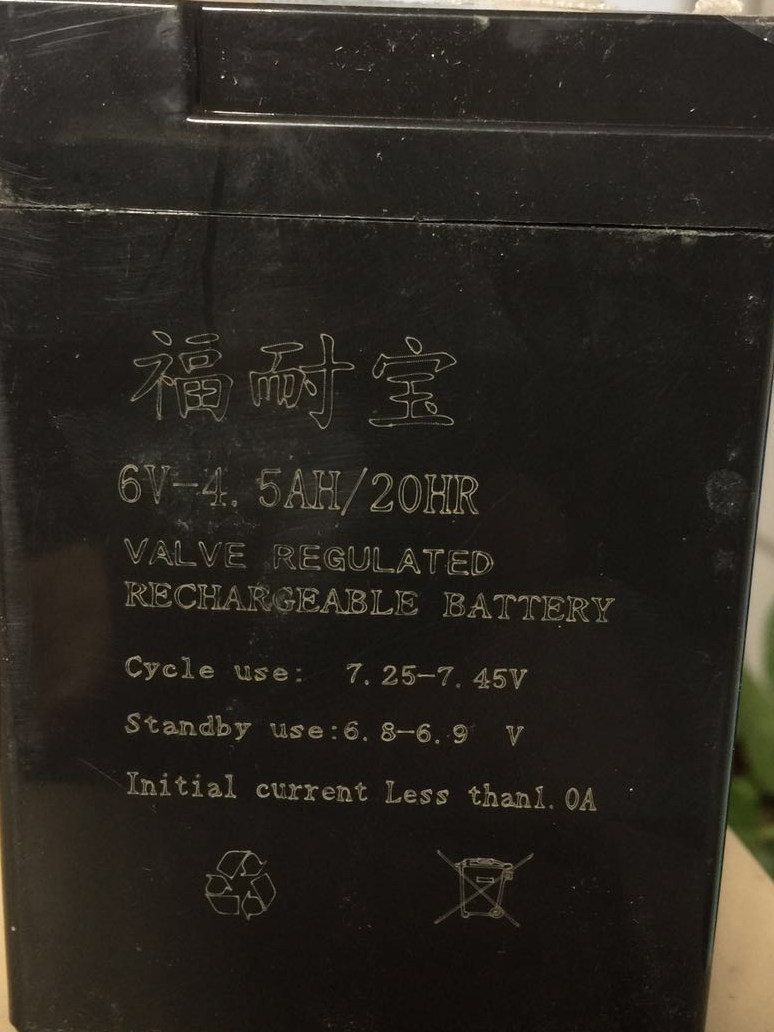 福耐宝
6V-4.5AH/20HR
VALVE REGULATED
RECHARGEABLE BATTERY
Cycle use: 7.25-7.45V
Standby use:6.8-6.9 V
Initial current Less than1.0A